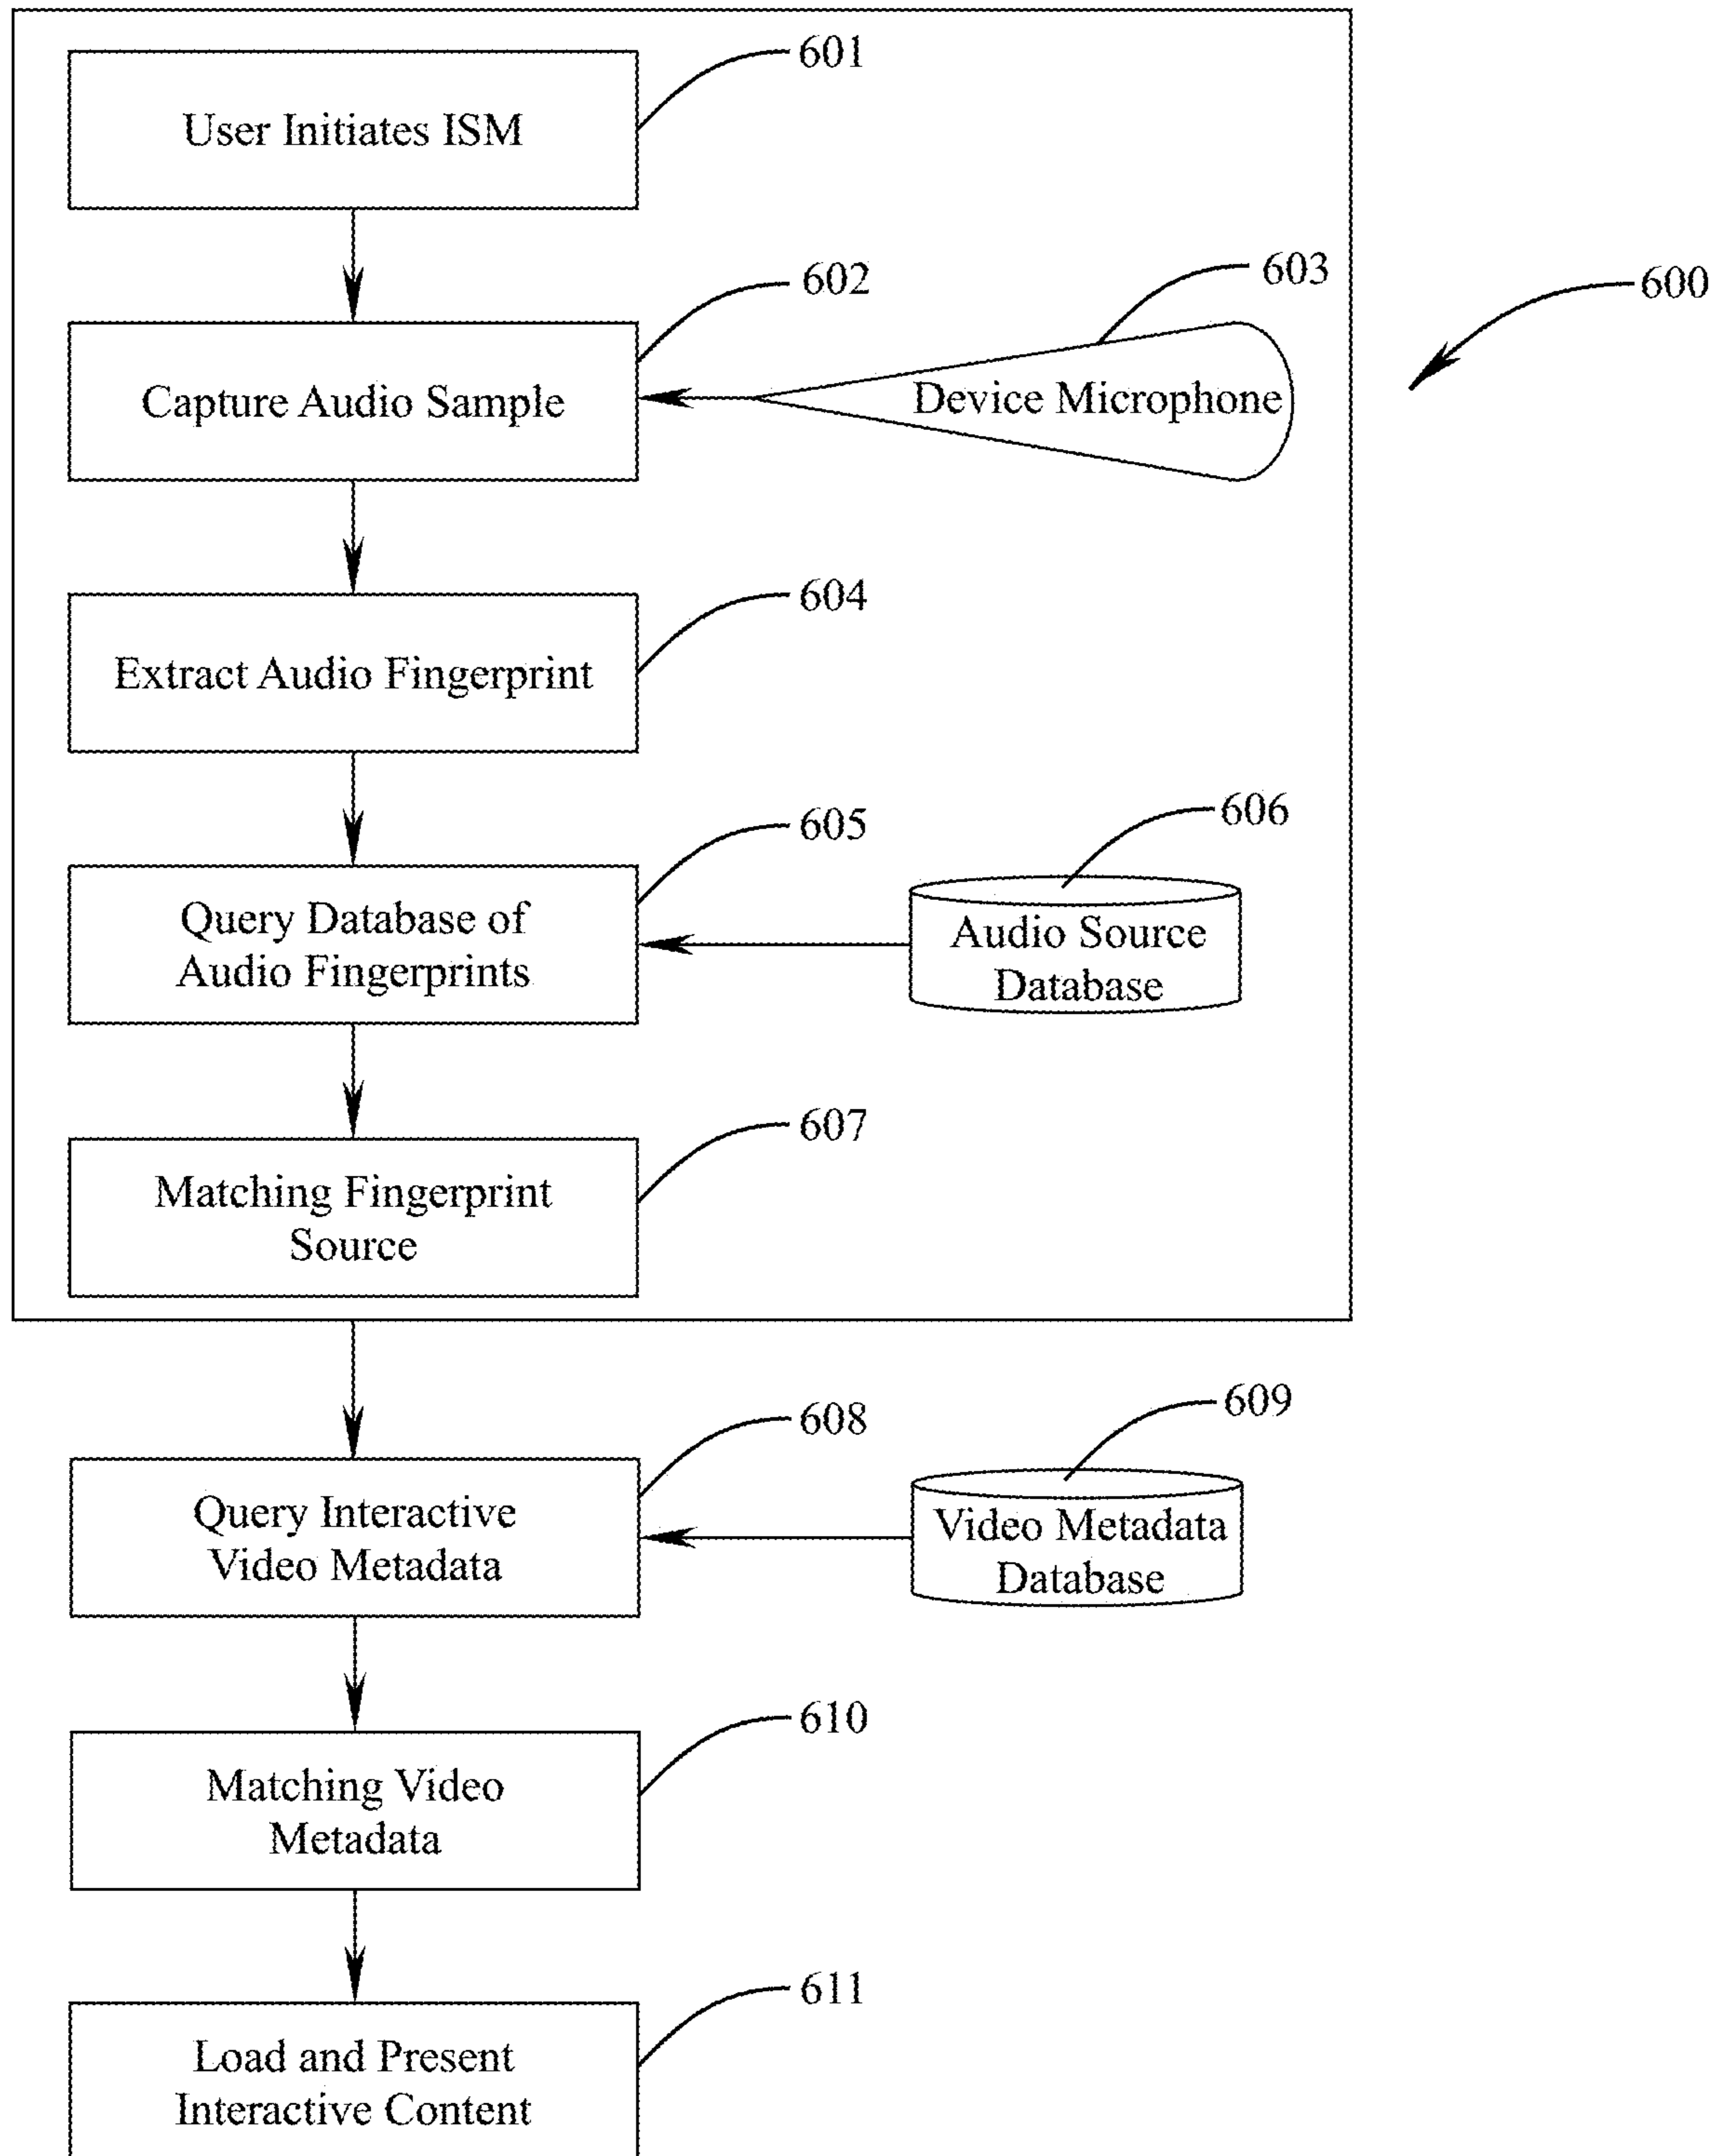 601
User Initiates ISM
602
603
600
Capture Audio Sample
Device Microphone
604
Extract Audio Fingerprint
605
606
Query Database of
Audio Fingerprints
Audio Source
Database
607
Matching Fingerprint
Source
608
609
Query Interactive
Video Metadata
Video Metadata
Database
610
Matching Video
Metadata
611
Load and Present
Interactive Content